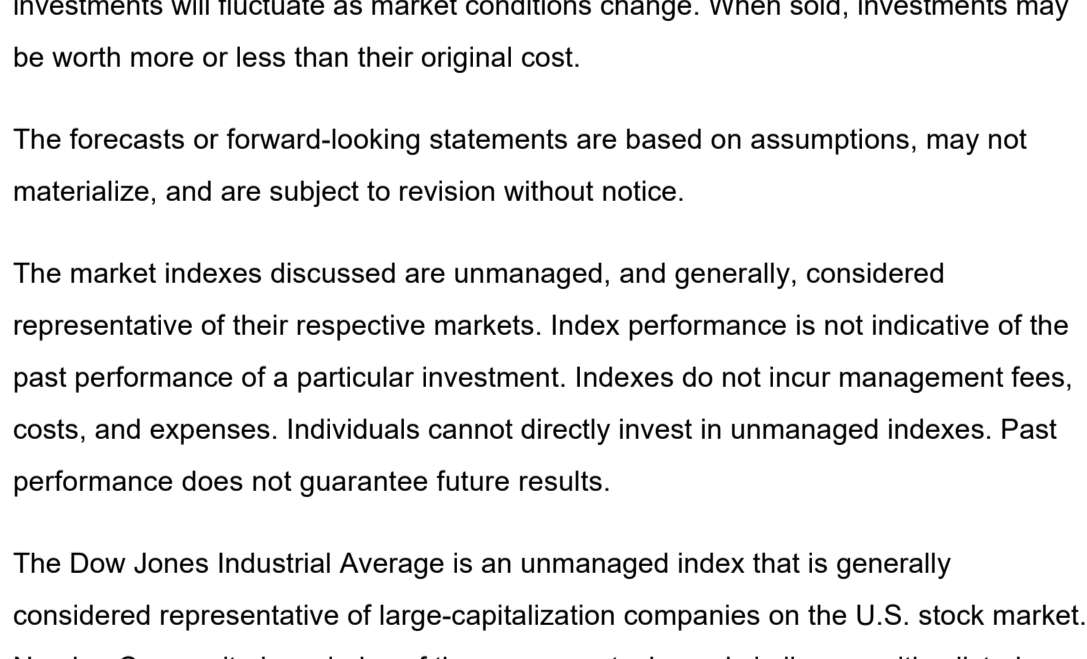 investments will fluctuate as market conditions change. When sold, investments may
be worth more or less than their original cost.
The forecasts or forward-looking statements are based on assumptions, may not
materialize, and are subject to revision without notice.
The market indexes discussed are unmanaged, and generally, considered
representative of their respective markets. Index performance is not indicative of the
past performance of a particular investment. Indexes do not incur management fees,
costs, and expenses. Individuals cannot directly invest in unmanaged indexes. Past
performance does not guarantee future results.
The Dow Jones Industrial Average is an unmanaged index that is generally
considered representative of large-capitalization companies on the U.S. stock market.